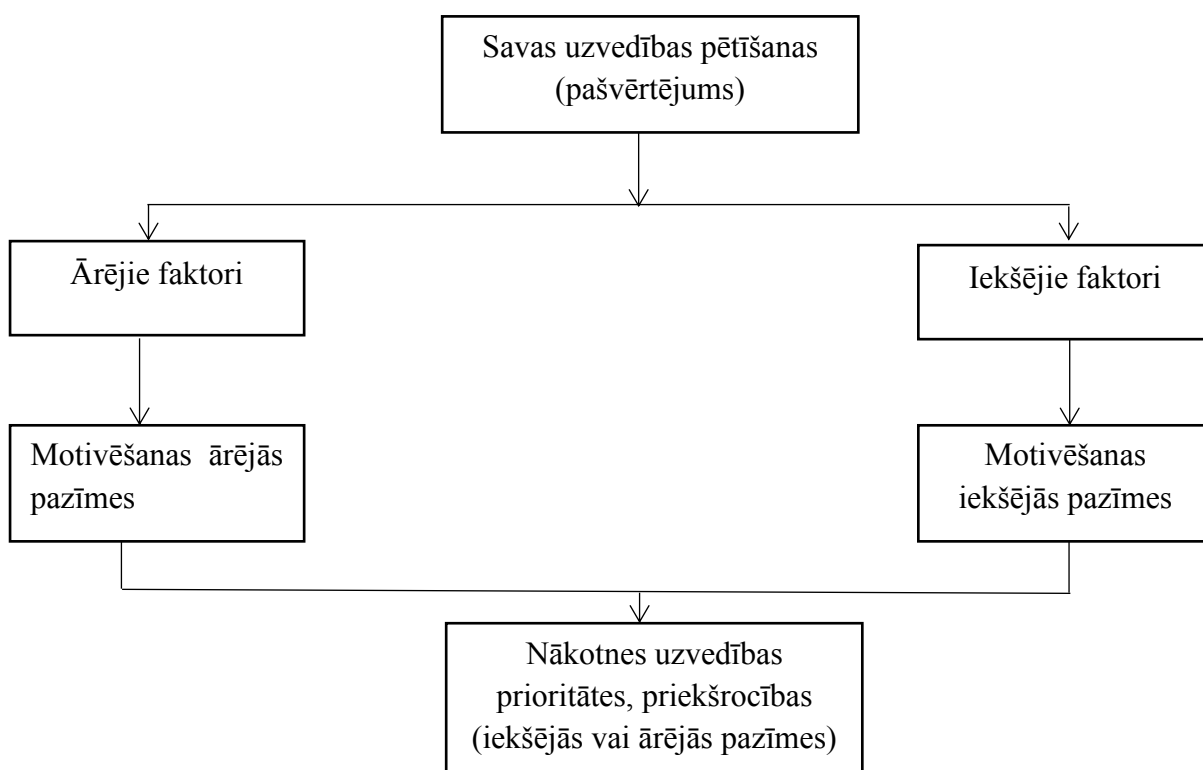 Savas uzvedības pētīšanas
(pašvērtējums)
Ārējie faktori
Iekšējie faktori
Motivēšanas ārējās
pazīmes
Motivēšanas
iekšējās pazīmes
Nākotnes uzvedības
prioritātes, priekšrocības
(iekšējās vai ārējās pazīmes)